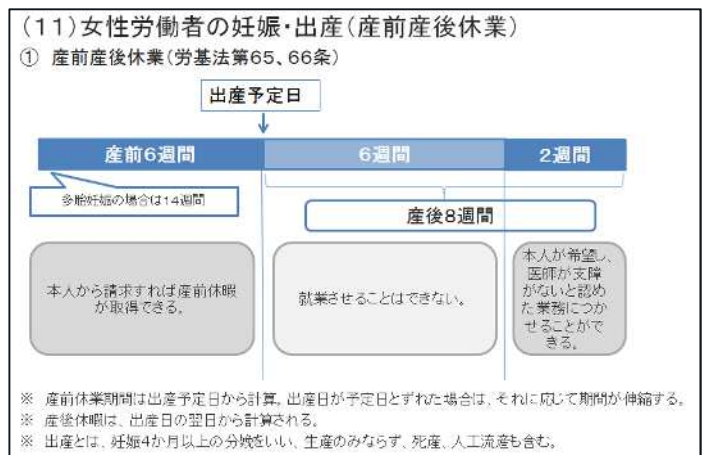 (11)女性労働者の妊娠・出産(産前産後休業)
① 産前産後休業(労基法第65、66条)
出産予定日
産前6週間
6週間
2週間
多胎妊娠の場合は14週間
産後8週間
本人から請求すれば産前休暇
が取得できる。
就業させることはできない。
本人が希望し、
医師が支障
がないと認め
た業務につか
せることがで
きる。
※ 産前休業期間は出産予定日から計算。出産日が予定日とずれた場合は、それに応じて期間が伸縮する。
※ 産後休暇は、出産日の翌日から計算される。
※ 出産とは、妊娠4か月以上の分娩をいい、生産のみならず、死産、人工流産も含む。